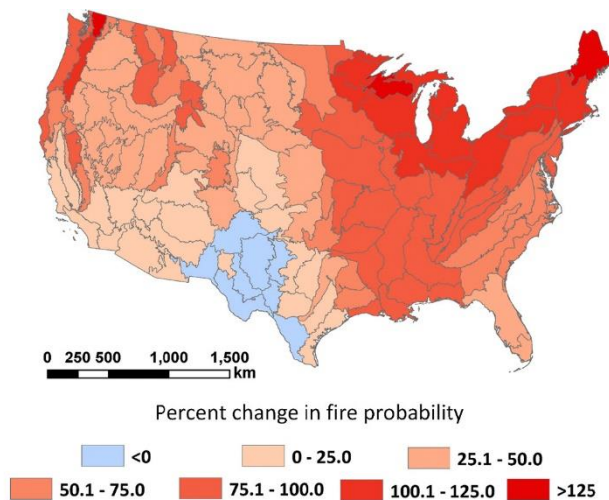 0 250 500 1,000 1,500
km
Percent change in fire probability
<0 0 - 25.0 25.1 - 50.0
50.1 - 75.0 75.1 - 100.0 100.1 - 125.0 >125